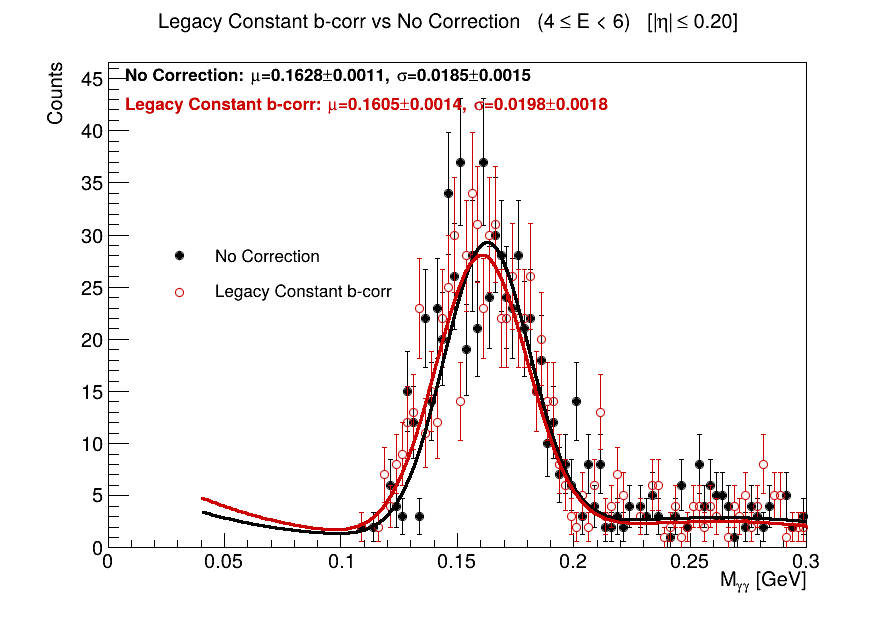 Legacy Constant b-corr vs No Correction (4 ≤ E < 6) [|η| ≤ 0.20]
No Correction: μ=0.1628±0.0011, σ=0.0185±0.0015
Legacy Constant b-corr: μ=0.1605±0.0014, σ=0.0198±0.0018
Counts
45
40
35
30
25
20
15
10
5
0
No Correction
Legacy Constant b-corr
0 0.05 0.1 0.15 0.2 0.25 0.3
Mγγ [GeV]